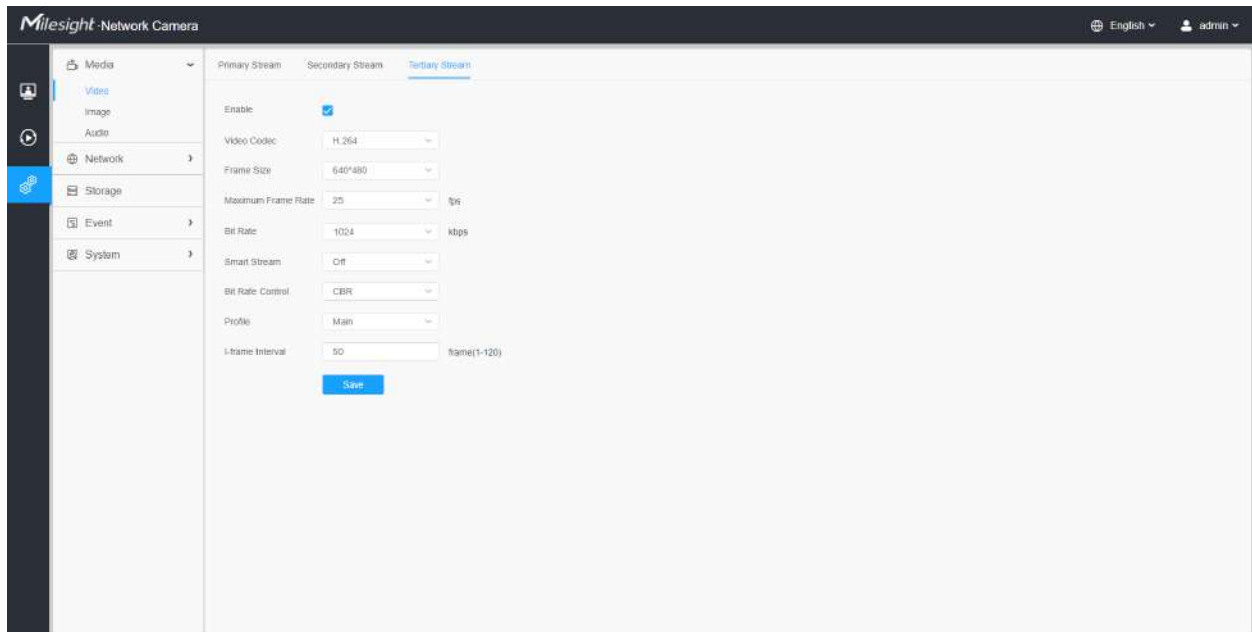 Milesight ·Network Camera
English
admin
Media
Video
Image
Audio
Network
Storage
Event
System
Primary Stream Secondary Stream Tertiary Stream
Enable
Video Codec H.264
Frame Size 640*480
Maximum Frame Rate 25 fps
Bit Rate 1024 kbps
Smart Stream Off
Bit Rate Control CBR
Profile Main
I-frame Interval 50 frame(1-120)
Save